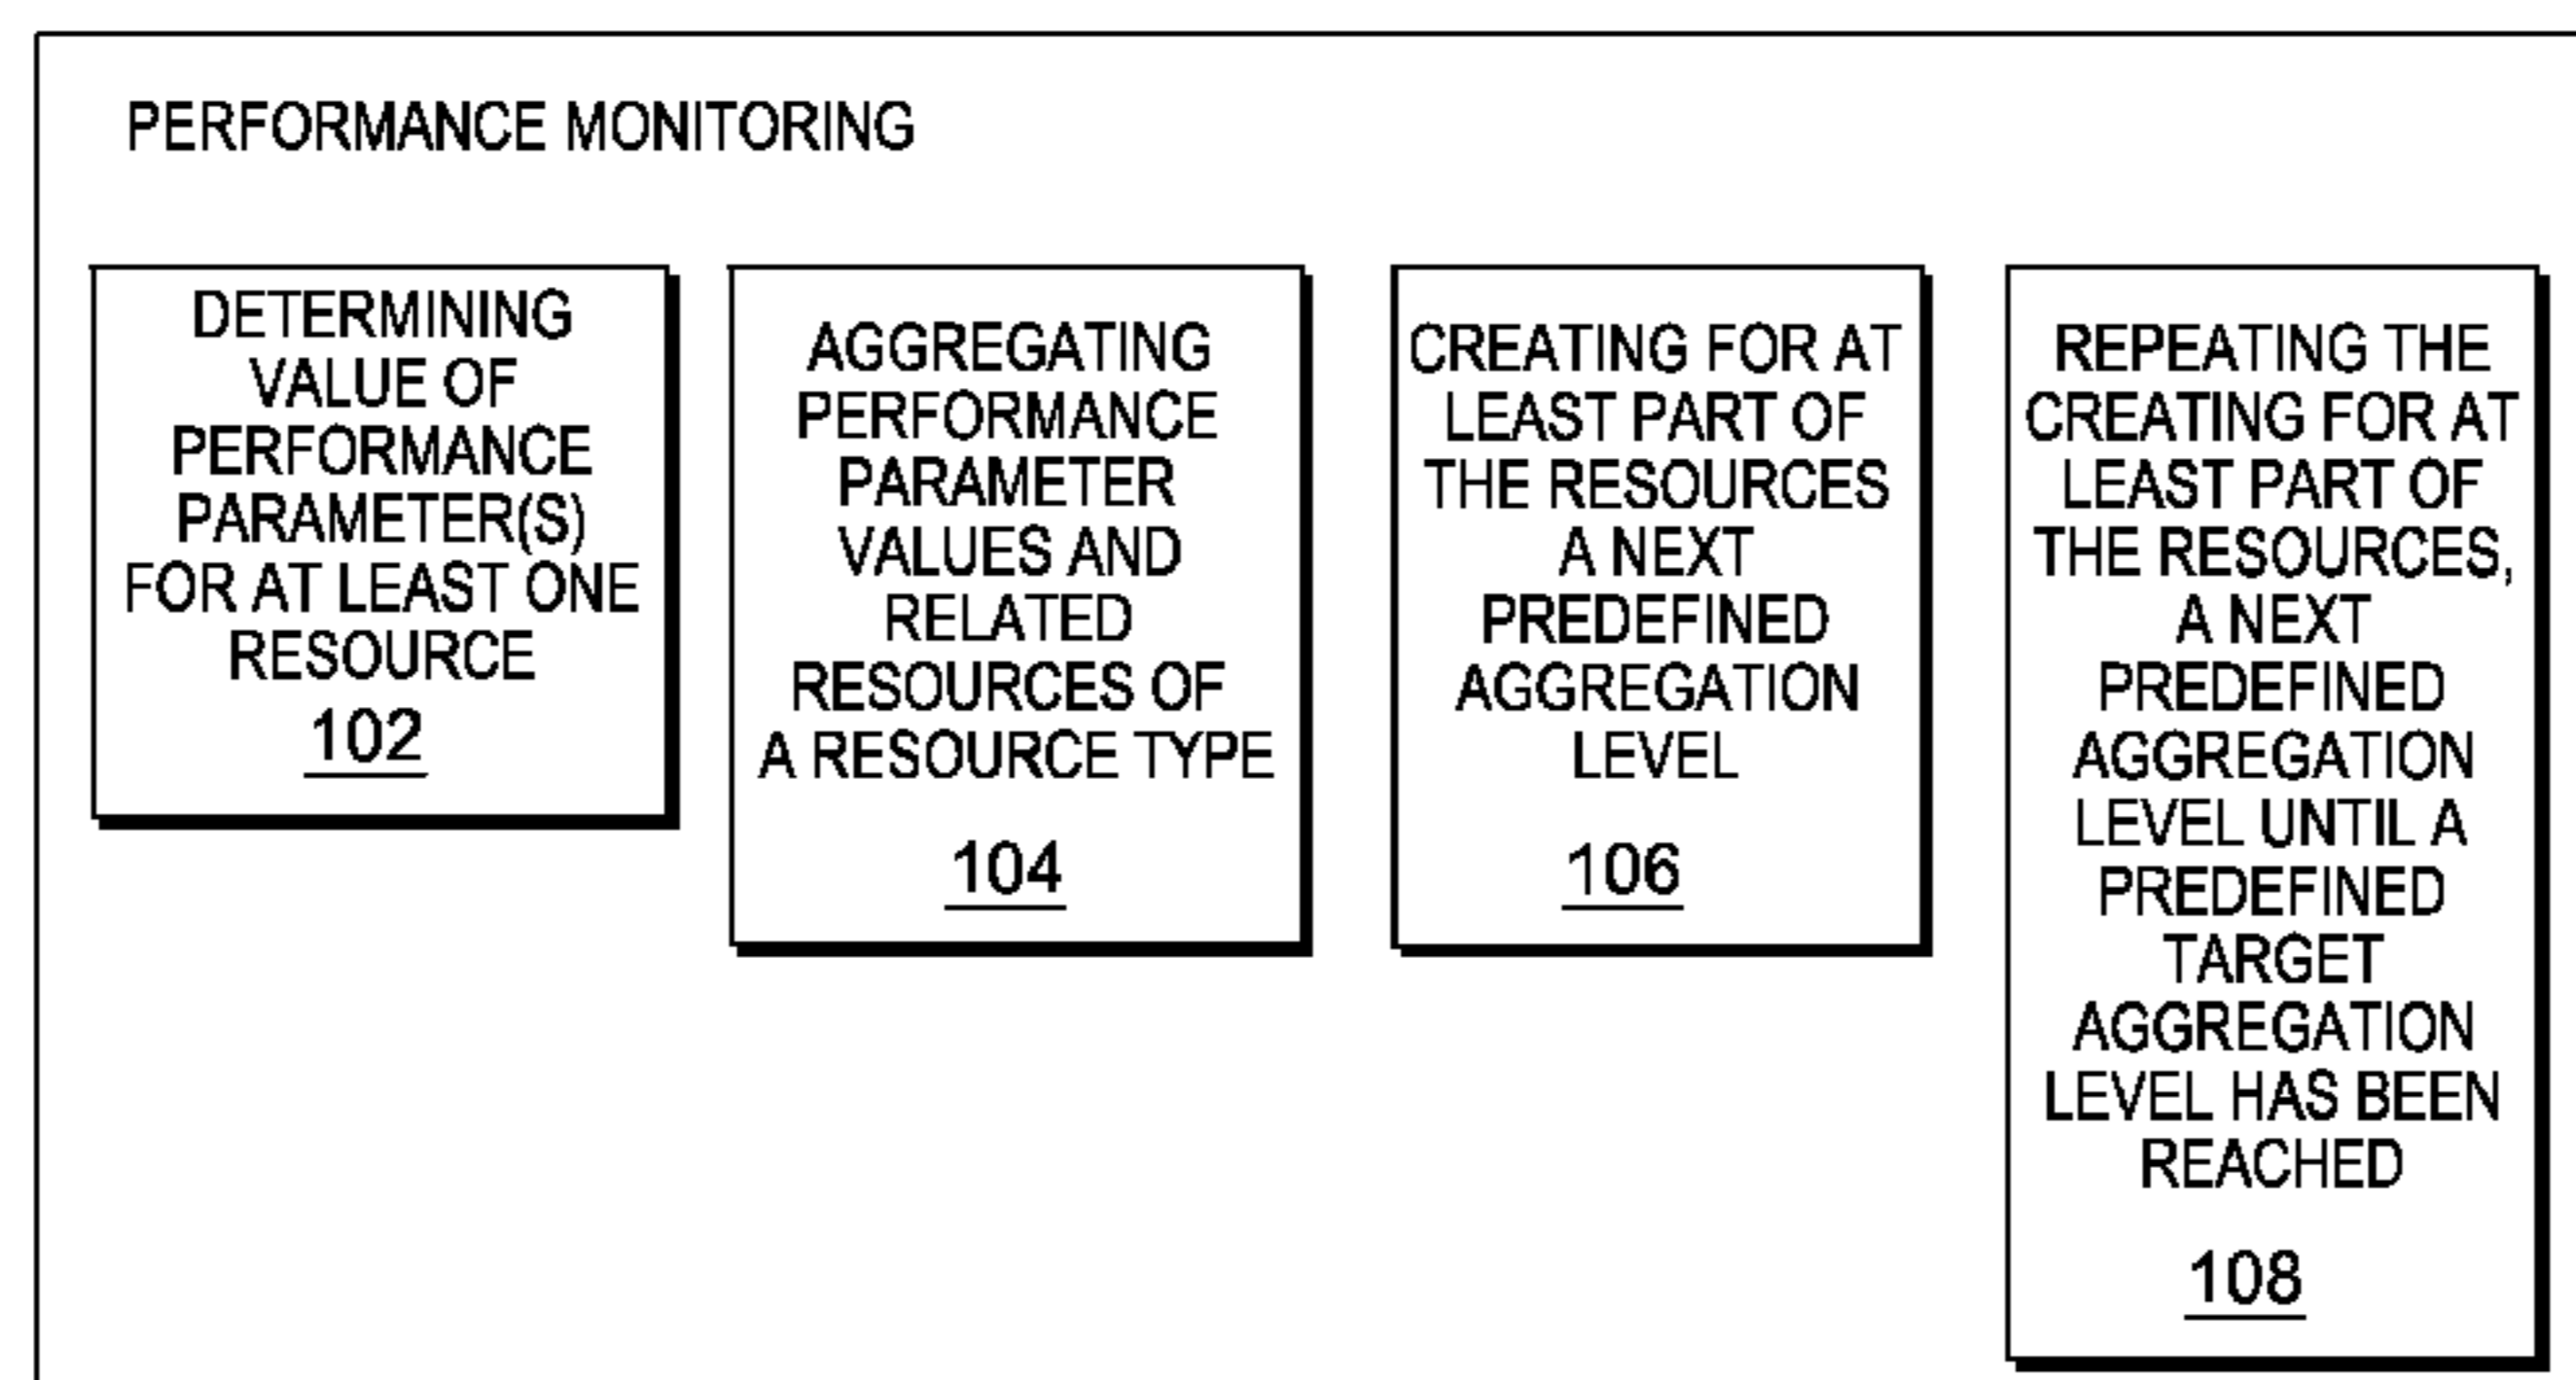 PERFORMANCE MONITORING
DETERMINING
VALUE OF
PERFORMANCE
PARAMETER(S)
FOR AT LEAST ONE
RESOURCE
102
AGGREGATING
PERFORMANCE
PARAMETER
VALUES AND
RELATED
RESOURCES OF
A RESOURCE TYPE
104
CREATING FOR AT
LEAST PART OF
THE RESOURCES
A NEXT
PREDEFINED
AGGREGATION
LEVEL
106
REPEATING THE
CREATING FOR AT
LEAST PART OF
THE RESOURCES,
A NEXT
PREDEFINED
AGGREGATION
LEVEL UNTIL A
PREDEFINED
TARGET
AGGREGATION
LEVEL HAS BEEN
REACHED
108